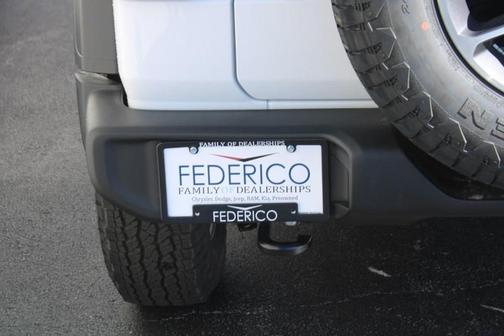 FAMILY OF DEALERSHIPS
FEDERICO
FAMILY OF DEALERSHIPS
Chrysler, Dodge, Jeep, RAM, Kia, Preowned
FEDERICO